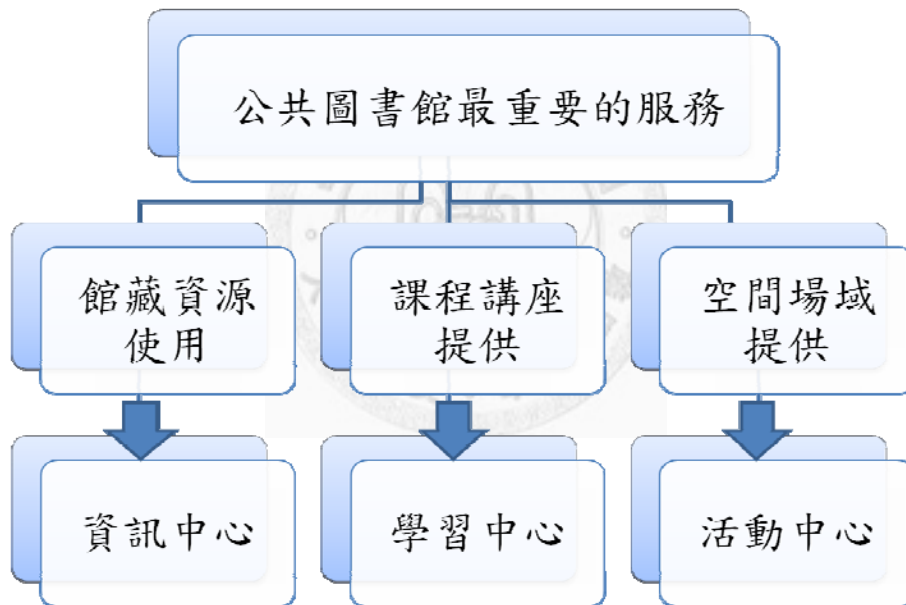 公共圖書館最重要的服務
館藏資源
使用
課程講座
提供
空間場域
提供
資訊中心
學習中心
活動中心